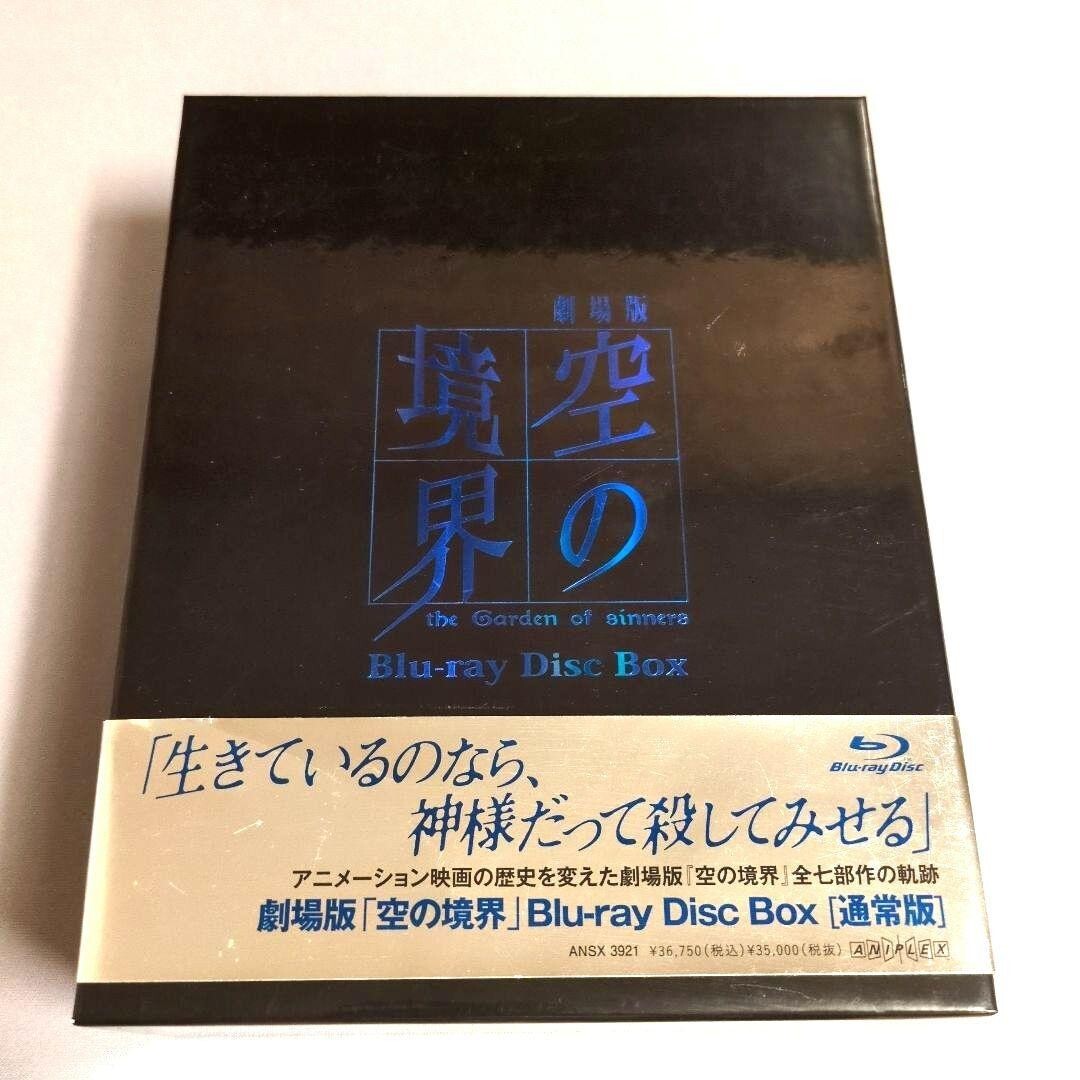 劇場版
空の
境界
the Garden of sinners
Blu-ray Disc Box
Blu-ray Disc
「生きているのなら、
神様だって殺してみせる」
アニメーション映画の歴史を変えた劇場版『空の境界』全七部作の軌跡
劇場版「空の境界」Blu-ray Disc Box [通常版]
ANSX 3921 ¥36,750(税込)¥35,000(税抜) ANIPLEX